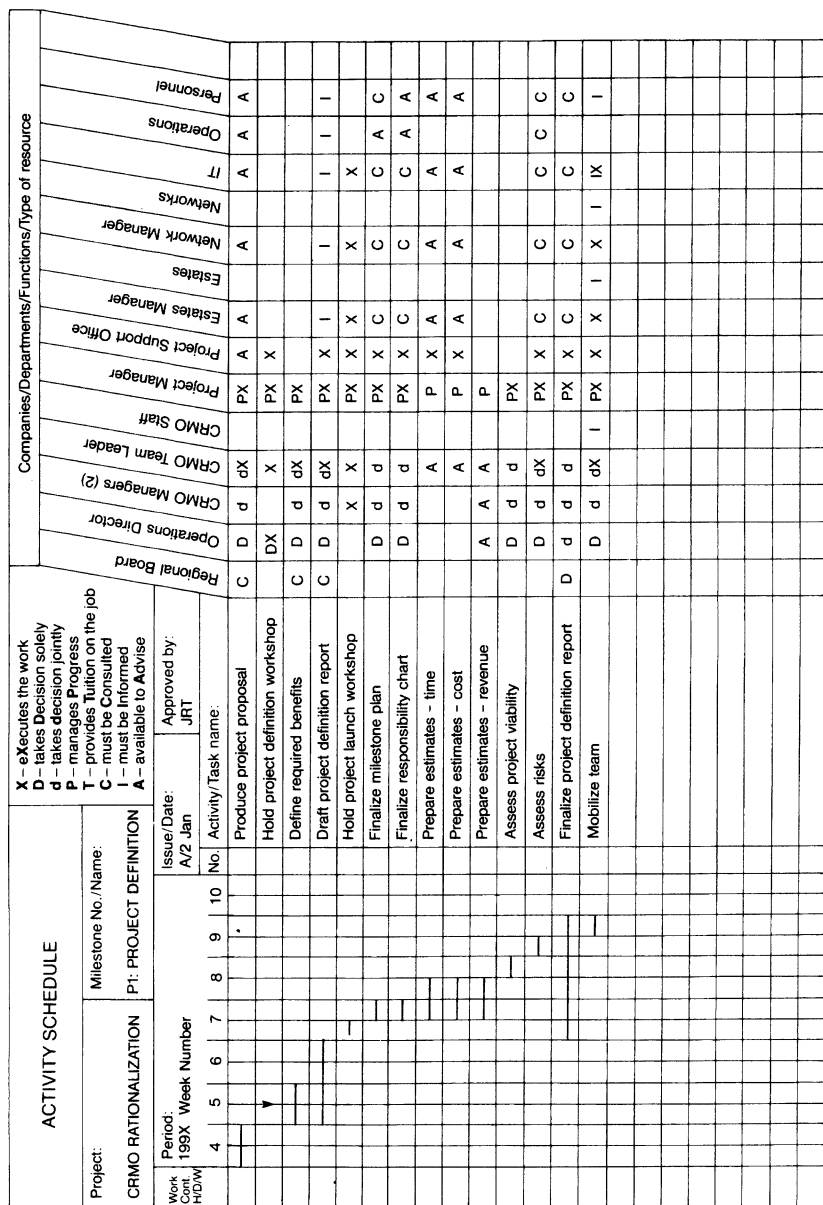 ACTIVITY SCHEDULE
Project:
CRMO RATIONALIZATION
Milestone No./Name:
P1: PROJECT DEFINITION
X – eXecutes the work
D – takes Decision solely
d – takes decision jointly
P – manages Progress
T – provides Tuition on the job
C – must be Consulted
I – must be Informed
A – available to Advise
Companies/Departments/Functions/Type of resource
Work Cont. H/D/W
Period:
199X Week Number
Issue/Date:
A/2 Jan
Approved by:
JRT
4 5 6 7 8 9 10
No. Activity/Task name:
Regional Board
Operations Director
CRMO Managers (2)
CRMO Team Leader
CRMO Staff
Project Manager
Project Support Office
Estates Manager
Estates
Network Manager
Networks
IT
Operations
Personnel
Produce project proposal C D d dX PX A A A A A A
Hold project definition workshop DX X PX X
Define required benefits C D d dX PX
Draft project definition report C D d dX PX X I I I I I
Hold project launch workshop X X PX X X X X
Finalize milestone plan D d d PX X C C C A C
Finalize responsibility chart D d d PX X C C C A A
Prepare estimates – time A P X A A A A
Prepare estimates – cost A P X A A A A
Prepare estimates – revenue A A A P
Assess project viability D d d PX
Assess risks D d dX PX X C C C C C
Finalize project definition report D d d d PX X C C C C
Mobilize team D d dX I PX X X I X I IX I